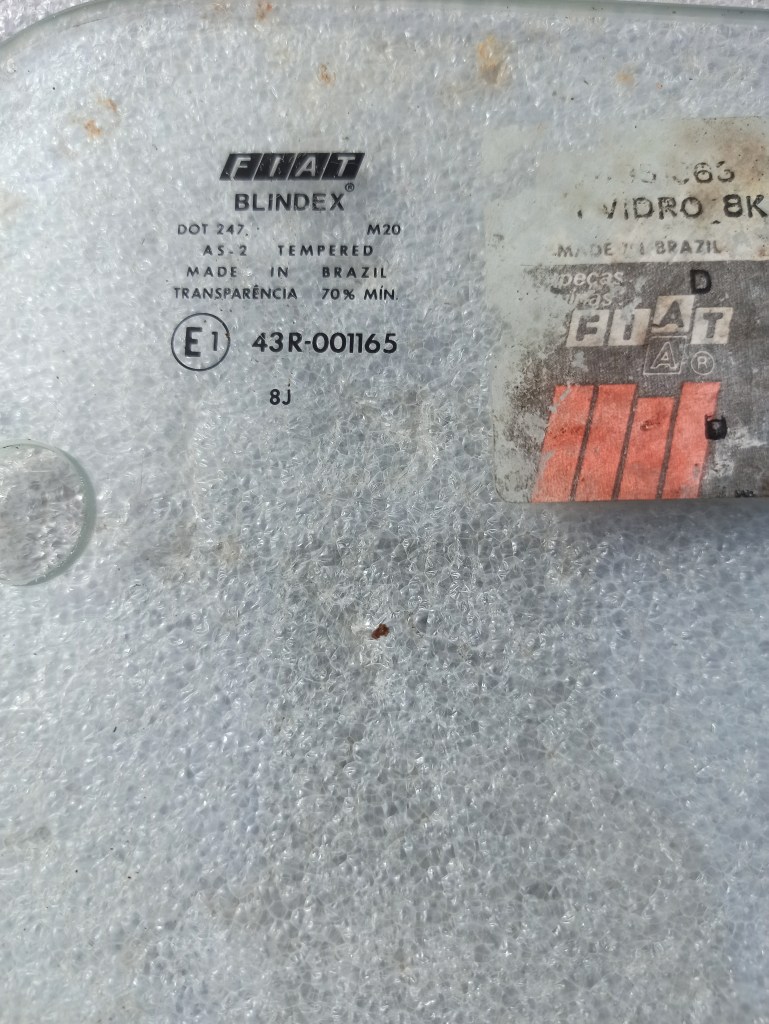 FIAT
BLINDEX®
DOT 247. M20
AS-2 TEMPERED
MADE IN BRAZIL
TRANSPARÊNCIA 70% MÍN.
E1 43R-001165
8j
VIDRO 8K
MADE IN BRAZIL
D
peças
FIAT
A ®